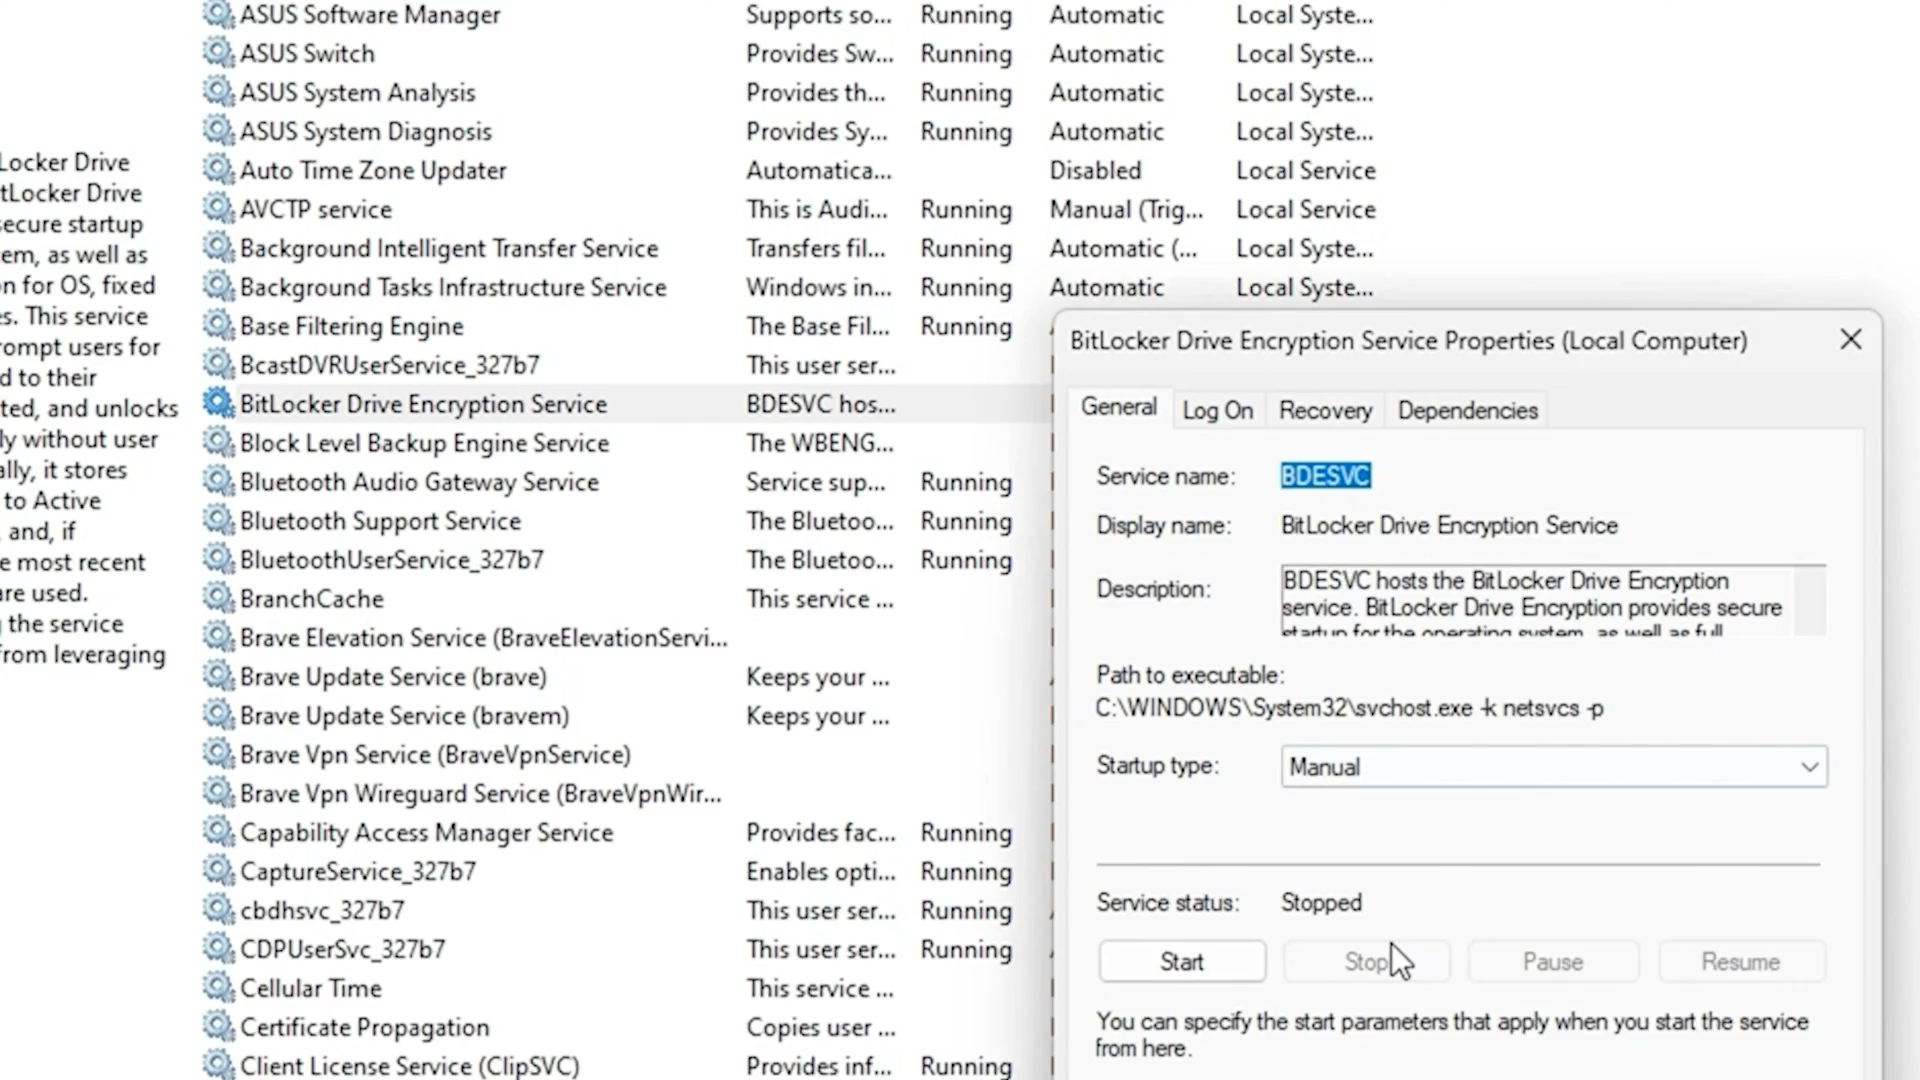 Locker Drive
tLocker Drive
ecure startup
em, as well as
n for OS, fixed
s. This service
rompt users for
d to their
ted, and unlocks
ly without user
ally, it stores
to Active
, and, if
e most recent
are used.
the service
from leveraging
ASUS Software Manager Supports so... Running Automatic Local Syste...
ASUS Switch Provides Sw... Running Automatic Local Syste...
ASUS System Analysis Provides th... Running Automatic Local Syste...
ASUS System Diagnosis Provides Sy... Running Automatic Local Syste...
Auto Time Zone Updater Automatica... Disabled Local Service
AVCTP service This is Audi... Running Manual (Trig... Local Service
Background Intelligent Transfer Service Transfers fil... Running Automatic (... Local Syste...
Background Tasks Infrastructure Service Windows in... Running Automatic Local Syste...
Base Filtering Engine The Base Fil... Running
BcastDVRUserService_327b7 This user ser...
BitLocker Drive Encryption Service BDESVC hos...
Block Level Backup Engine Service The WBENG...
Bluetooth Audio Gateway Service Service sup... Running
Bluetooth Support Service The Bluetoo... Running
BluetoothUserService_327b7 The Bluetoo... Running
BranchCache This service ...
Brave Elevation Service (BraveElevationServi...
Brave Update Service (brave) Keeps your ...
Brave Update Service (bravem) Keeps your ...
Brave Vpn Service (BraveVpnService)
Brave Vpn Wireguard Service (BraveVpnWir...
Capability Access Manager Service Provides fac... Running
CaptureService_327b7 Enables opti... Running
cbdhsvc_327b7 This user ser... Running
CDPUserSvc_327b7 This user ser... Running
Cellular Time This service ...
Certificate Propagation Copies user ...
Client License Service (ClipSVC) Provides inf... Running
BitLocker Drive Encryption Service Properties (Local Computer)
General Log On Recovery Dependencies
Service name: BDESVC
Display name: BitLocker Drive Encryption Service
Description: BDESVC hosts the BitLocker Drive Encryption
service. BitLocker Drive Encryption provides secure
startup for the operating system, as well as full
Path to executable:
C:\WINDOWS\System32\svchost.exe -k netsvcs -p
Startup type: Manual
Service status: Stopped
Start Stop Pause Resume
You can specify the start parameters that apply when you start the service
from here.